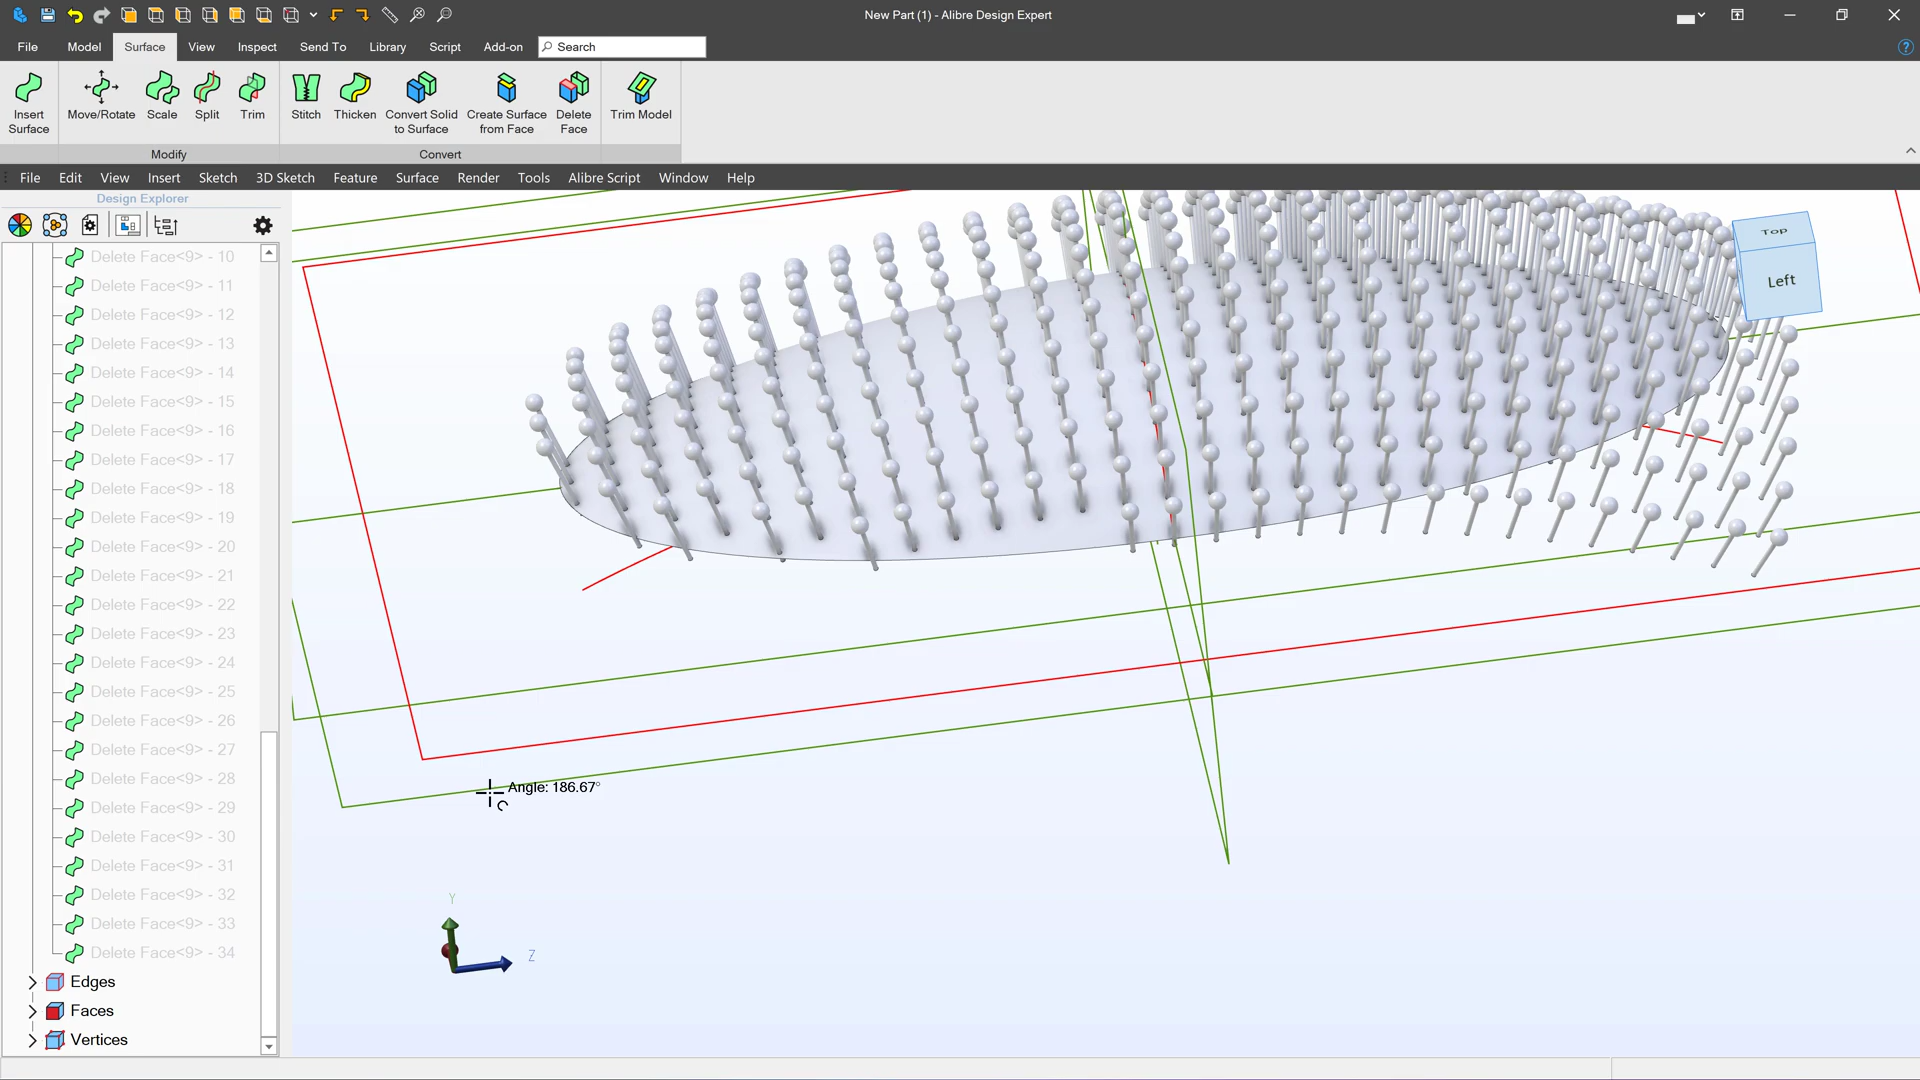 New Part (1) - Alibre Design Expert
File Model Surface View Inspect Send To Library Script Add-on Search
Insert Surface Move/Rotate Scale Split Trim Stitch Thicken Convert Solid to Surface Create Surface from Face Delete Face Trim Model
Modify Convert
File Edit View Insert Sketch 3D Sketch Feature Surface Render Tools Alibre Script Window Help
Design Explorer
Delete Face<9> - 10
Delete Face<9> - 11
Delete Face<9> - 12
Delete Face<9> - 13
Delete Face<9> - 14
Delete Face<9> - 15
Delete Face<9> - 16
Delete Face<9> - 17
Delete Face<9> - 18
Delete Face<9> - 19
Delete Face<9> - 20
Delete Face<9> - 21
Delete Face<9> - 22
Delete Face<9> - 23
Delete Face<9> - 24
Delete Face<9> - 25
Delete Face<9> - 26
Delete Face<9> - 27
Delete Face<9> - 28
Delete Face<9> - 29
Delete Face<9> - 30
Delete Face<9> - 31
Delete Face<9> - 32
Delete Face<9> - 33
Delete Face<9> - 34
Edges
Faces
Vertices
Top
Left
Angle: 186.67°
Y
Z